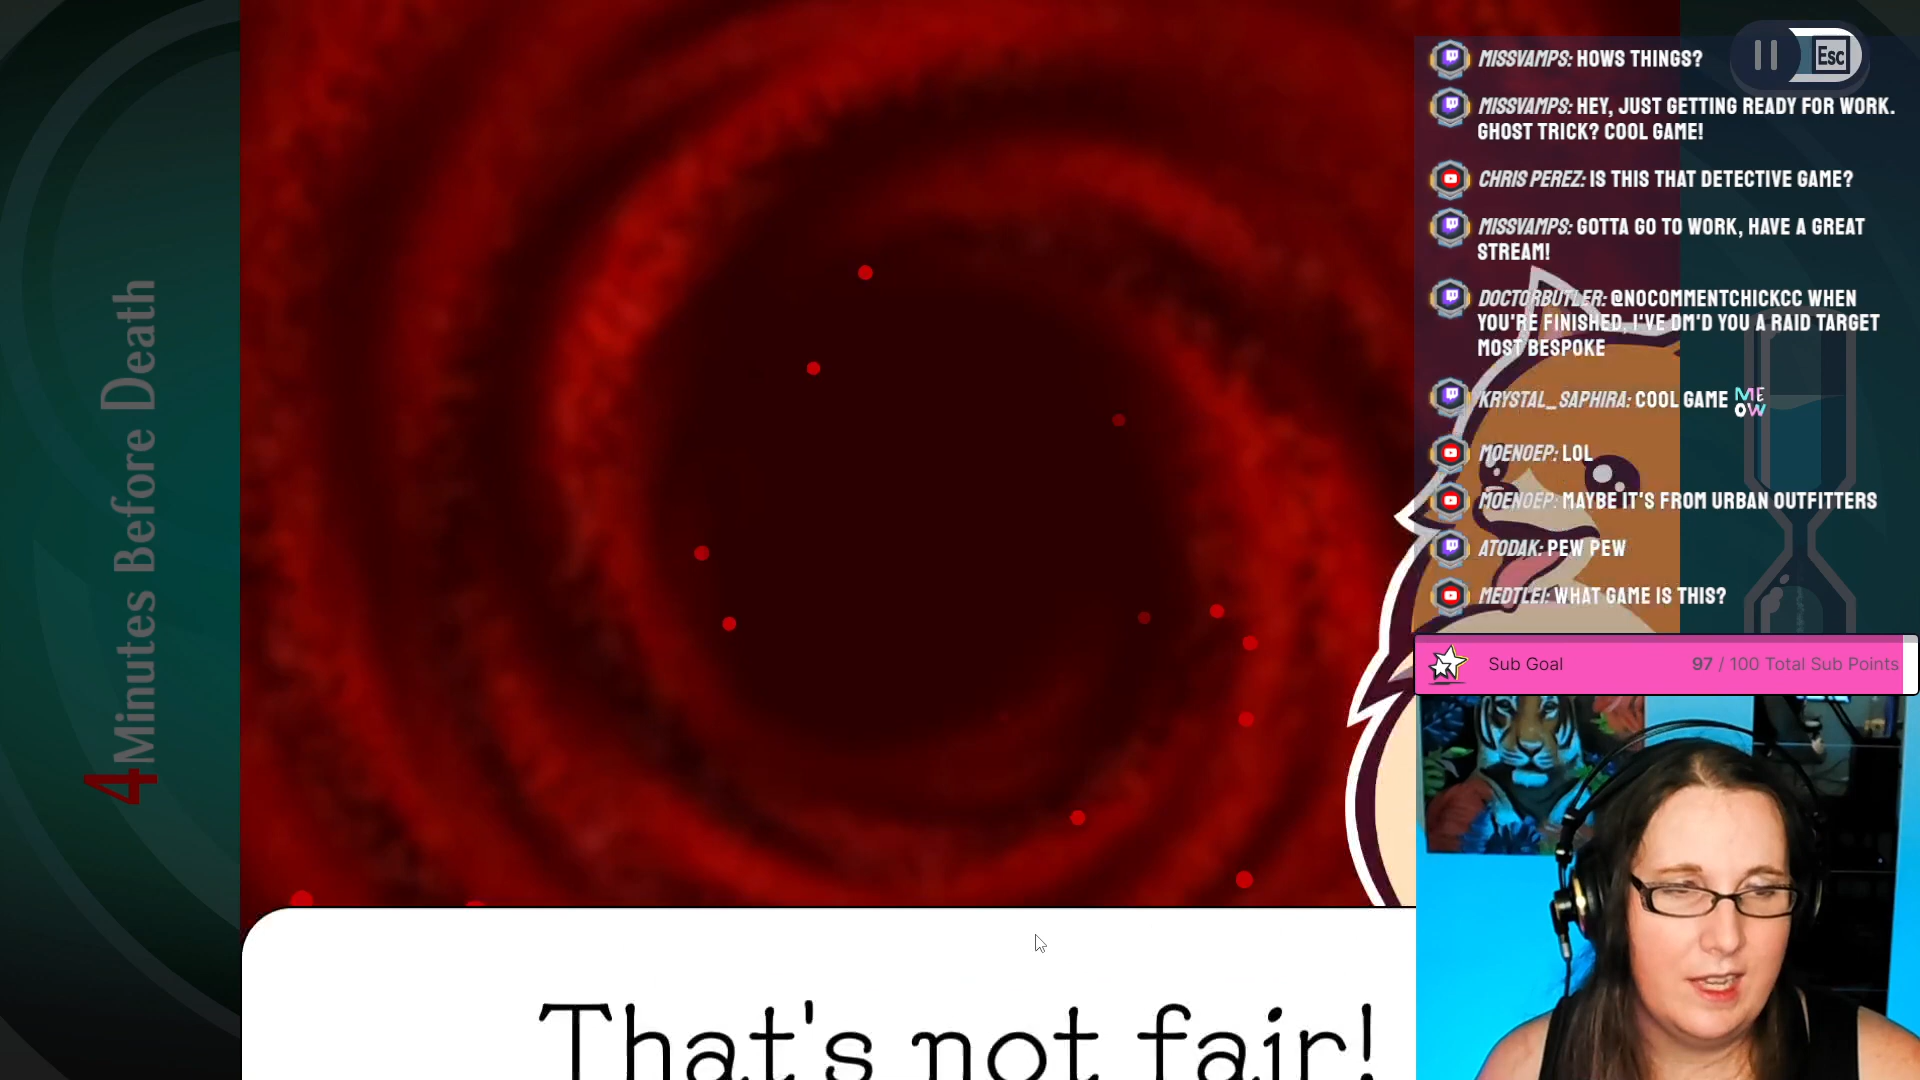 4 Minutes Before Death
Esc
MISSVAMPS: HOWS THINGS?
MISSVAMPS: HEY, JUST GETTING READY FOR WORK.
GHOST TRICK? COOL GAME!
CHRIS PEREZ: IS THIS THAT DETECTIVE GAME?
MISSVAMPS: GOTTA GO TO WORK, HAVE A GREAT
STREAM!
DOCTORBUTLER: @NOCOMMENTCHICKCC WHEN
YOU'RE FINISHED, I'VE DM'D YOU A RAID TARGET
MOST BESPOKE
KRYSTAL_SAPHIRA: COOL GAME ME
OW
MOENOEP: LOL
MOENOEP: MAYBE IT'S FROM URBAN OUTFITTERS
ATODAK: PEW PEW
MEDTLEI: WHAT GAME IS THIS?
Sub Goal 97 / 100 Total Sub Points
That's not fair!